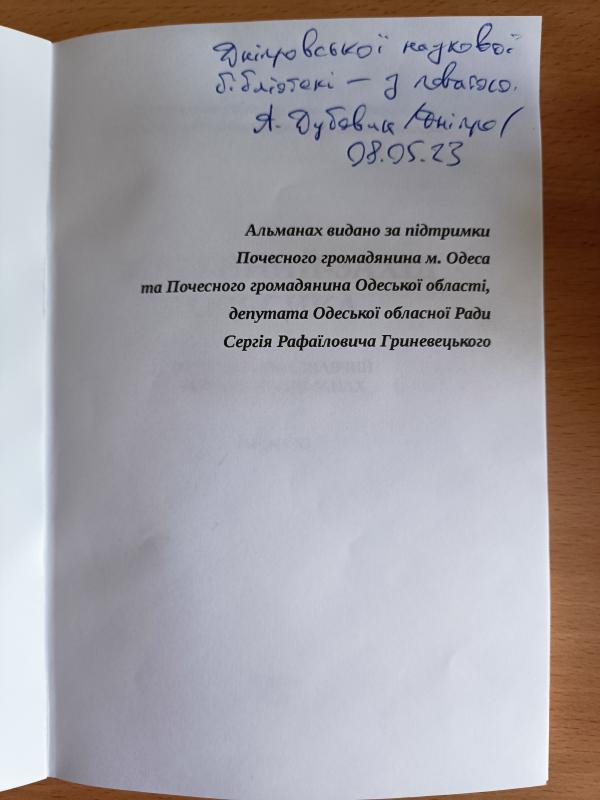 Дніпровської наукової
бібліотекі – з повагою.
А. Дубовик /Дніпро/
08.05.23
Альманах видано за підтримки
Почесного громадянина м. Одеса
та Почесного громадянина Одеської області,
депутата Одеської обласної Ради
Сергія Рафаїловича Гриневецького